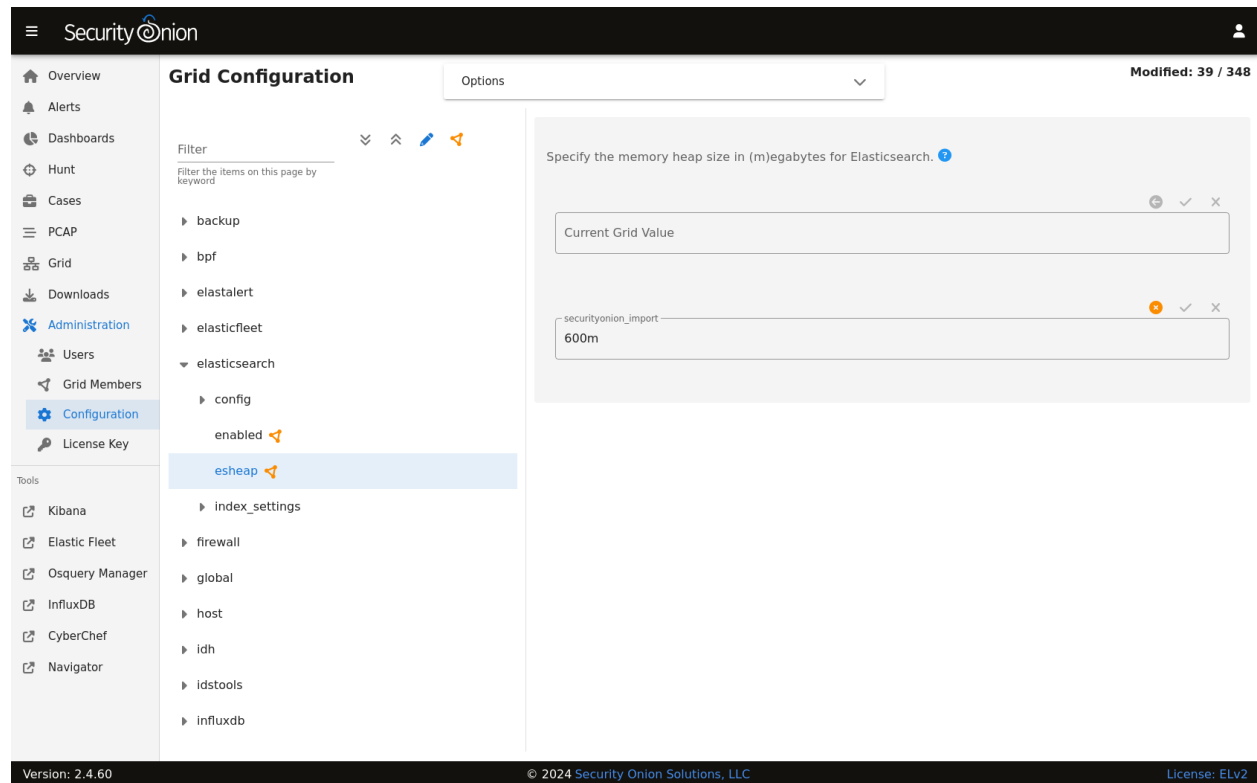 Security Onion
Overview
Alerts
Dashboards
Hunt
Cases
PCAP
Grid
Downloads
Administration
Users
Grid Members
Configuration
License Key
Tools
Kibana
Elastic Fleet
Osquery Manager
InfluxDB
CyberChef
Navigator
Grid Configuration
Options
Modified: 39 / 348
Filter
Filter the items on this page by
keyword
backup
bpf
elastalert
elasticfleet
elasticsearch
config
enabled
esheap
index_settings
firewall
global
host
idh
idstools
influxdb
Specify the memory heap size in (m)egabytes for Elasticsearch. ?
Current Grid Value
securityonion_import
600m
Version: 2.4.60
© 2024 Security Onion Solutions, LLC
License: ELv2